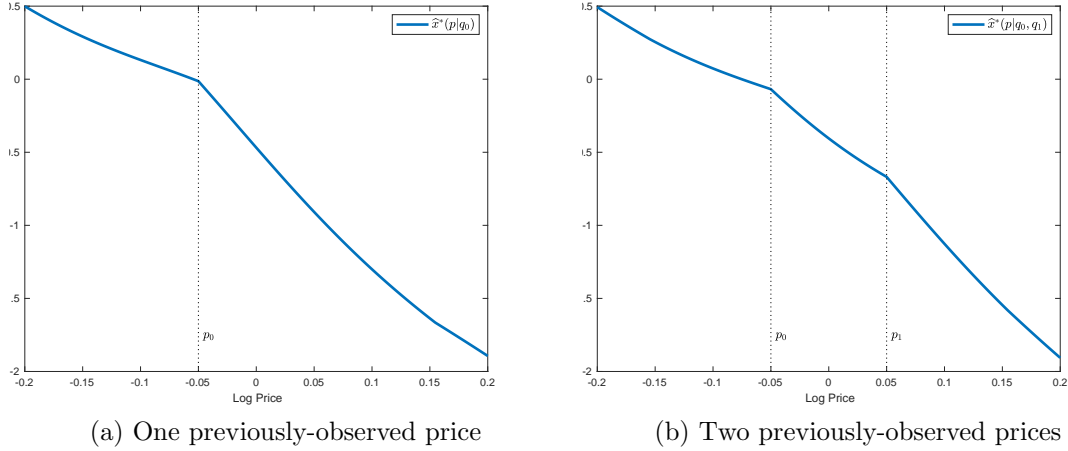 .5
0
.5
-1
.5
-2
-0.2 -0.15 -0.1 -0.05 0 0.05 0.1 0.15 0.2
Log Price
p₀
x̂*(p|q₀)
(a) One previously-observed price
.5
0
.5
-1
.5
-2
-0.2 -0.15 -0.1 -0.05 0 0.05 0.1 0.15 0.2
Log Price
p₀
p₁
x̂*(p|q₀, q₁)
(b) Two previously-observed prices